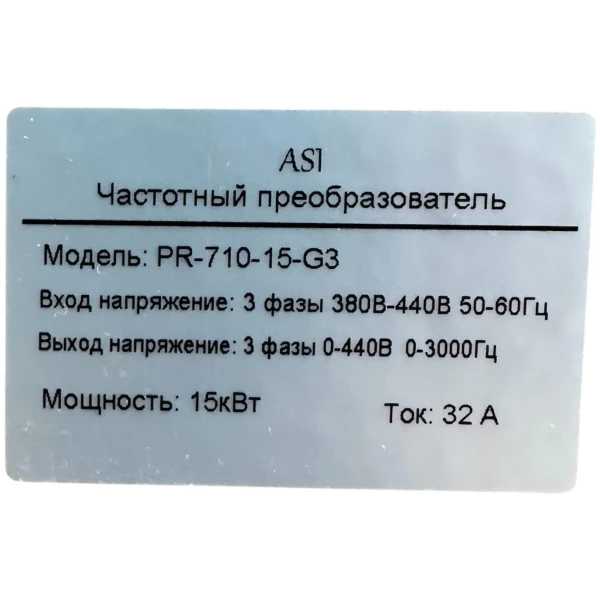 ASI
Частотный преобразователь
Модель: PR-710-15-G3
Вход напряжение: 3 фазы 380В-440В 50-60Гц
Выход напряжение: 3 фазы 0-440В 0-3000Гц
Мощность: 15кВт Ток: 32 А